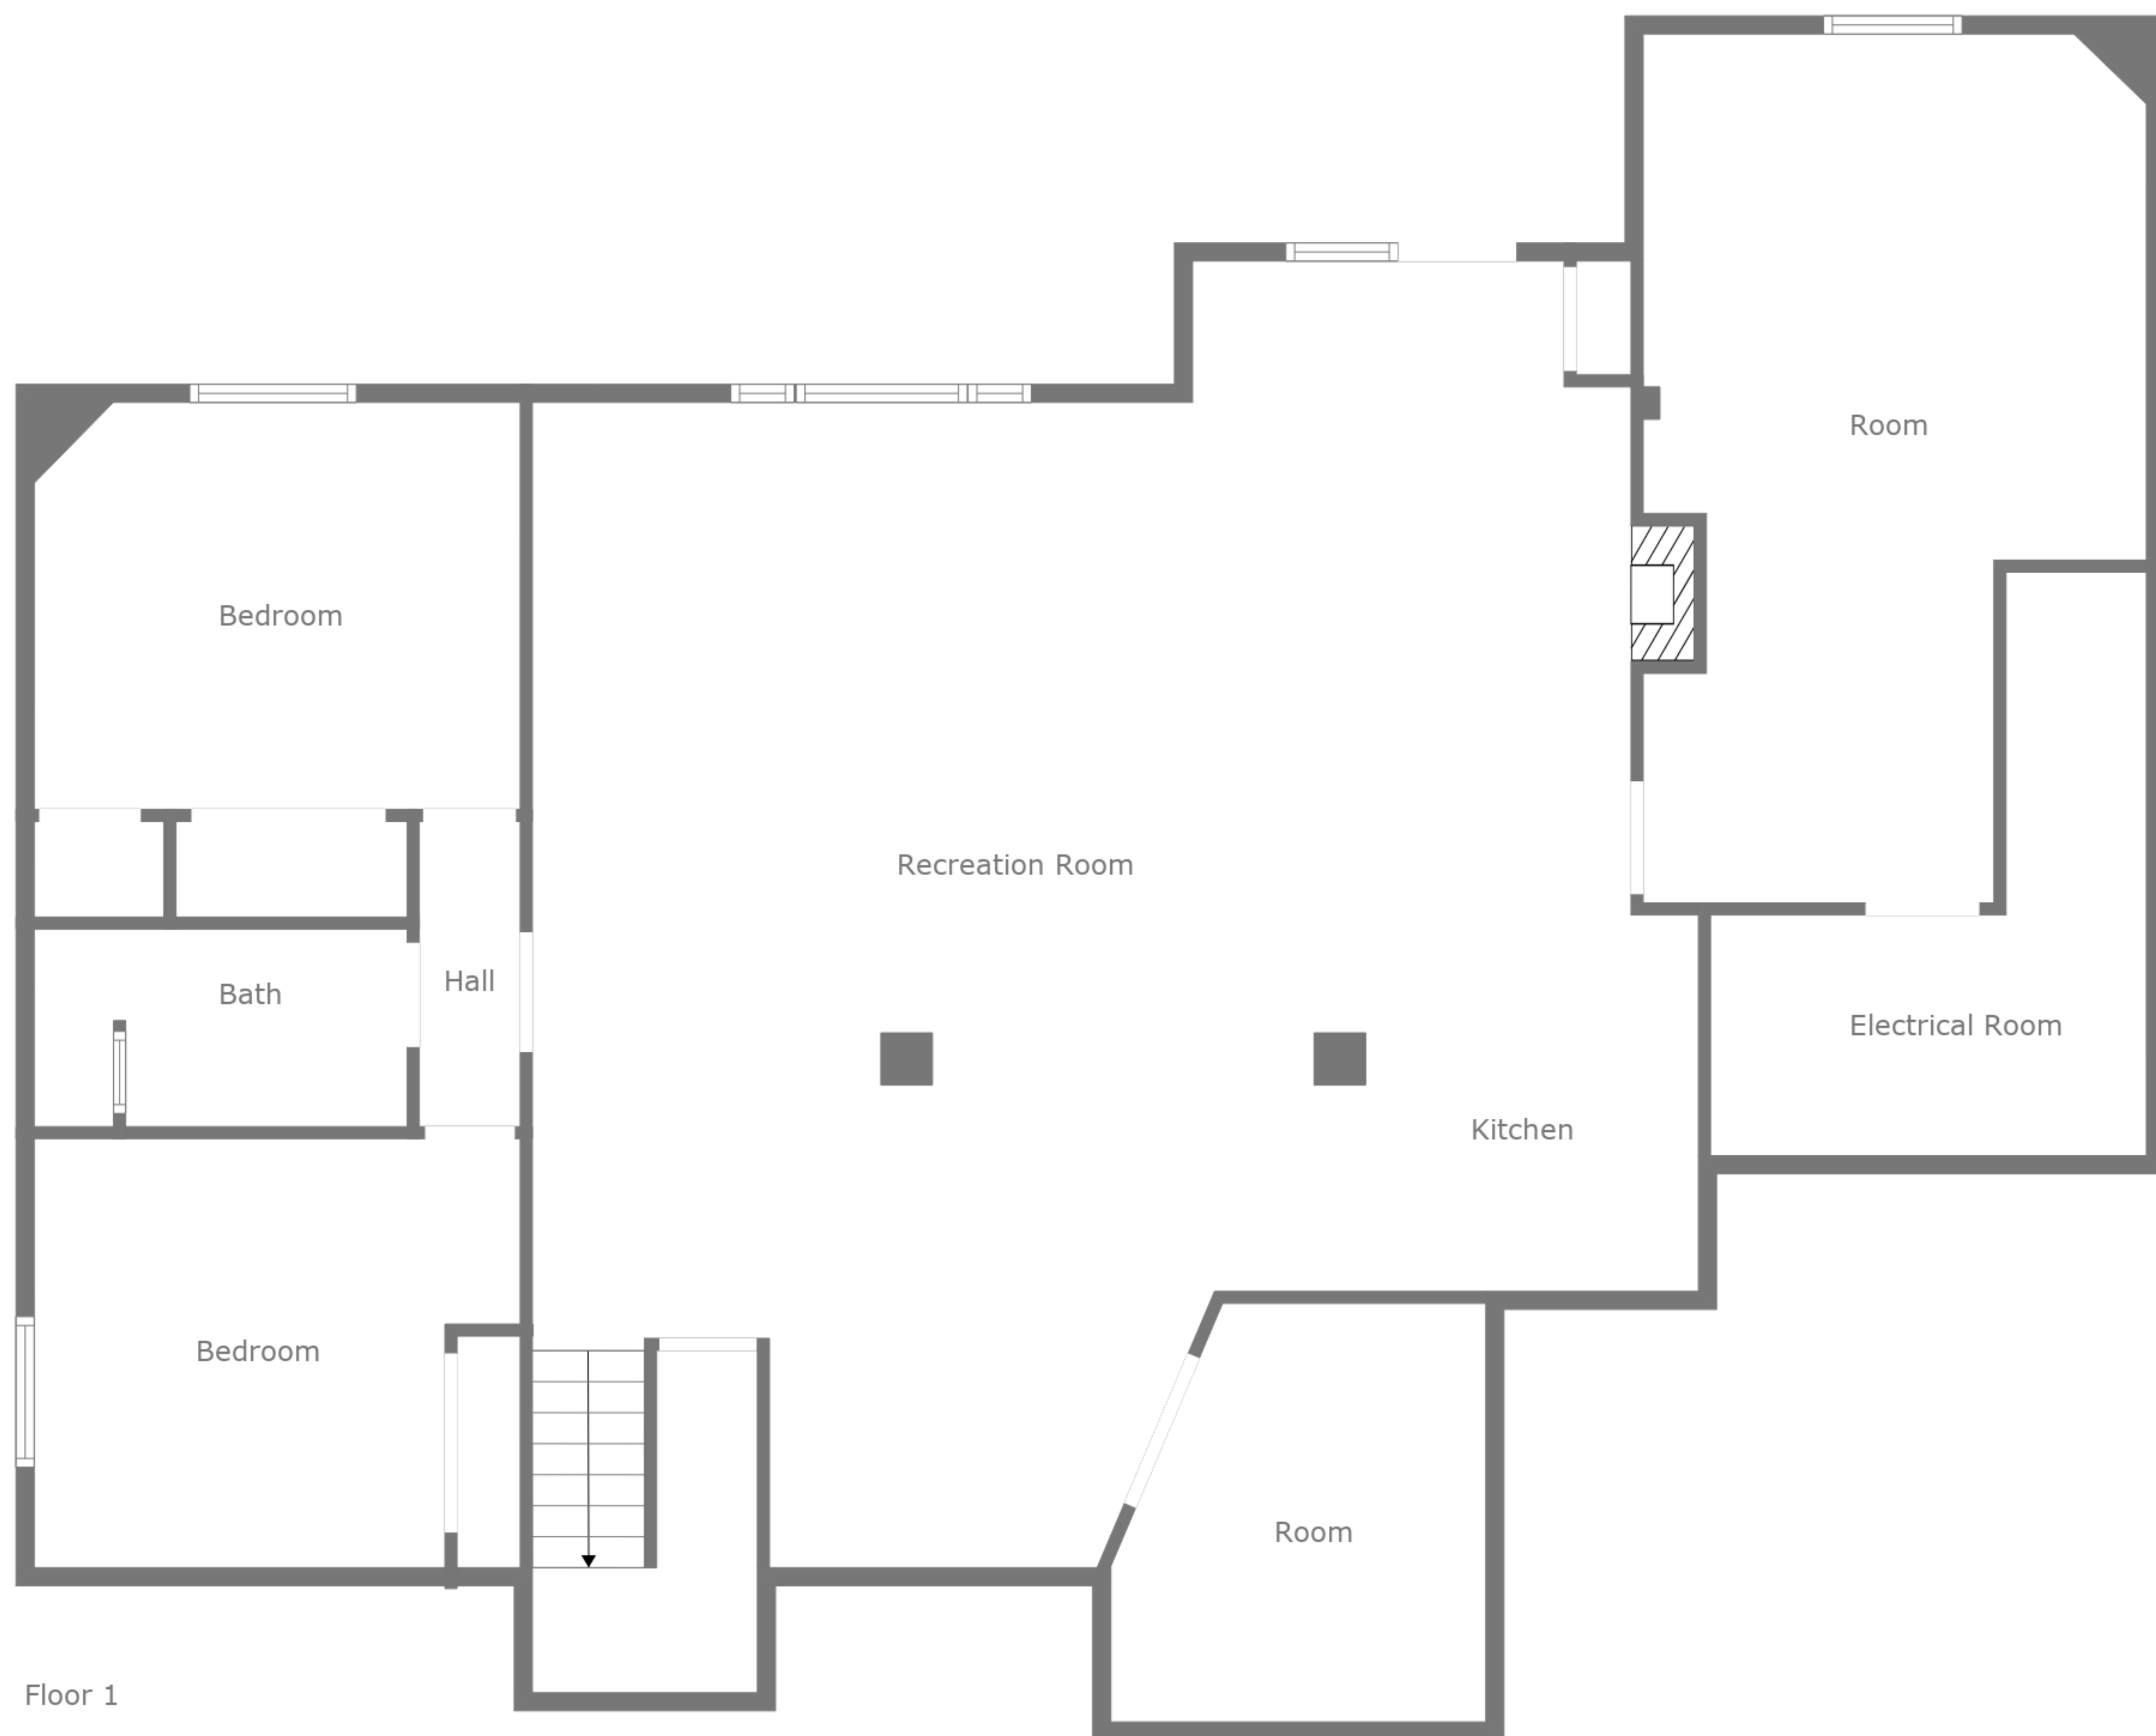 Room
Bedroom
Recreation Room
Bath
Hall
Electrical Room
Kitchen
Bedroom
Room
Floor 1